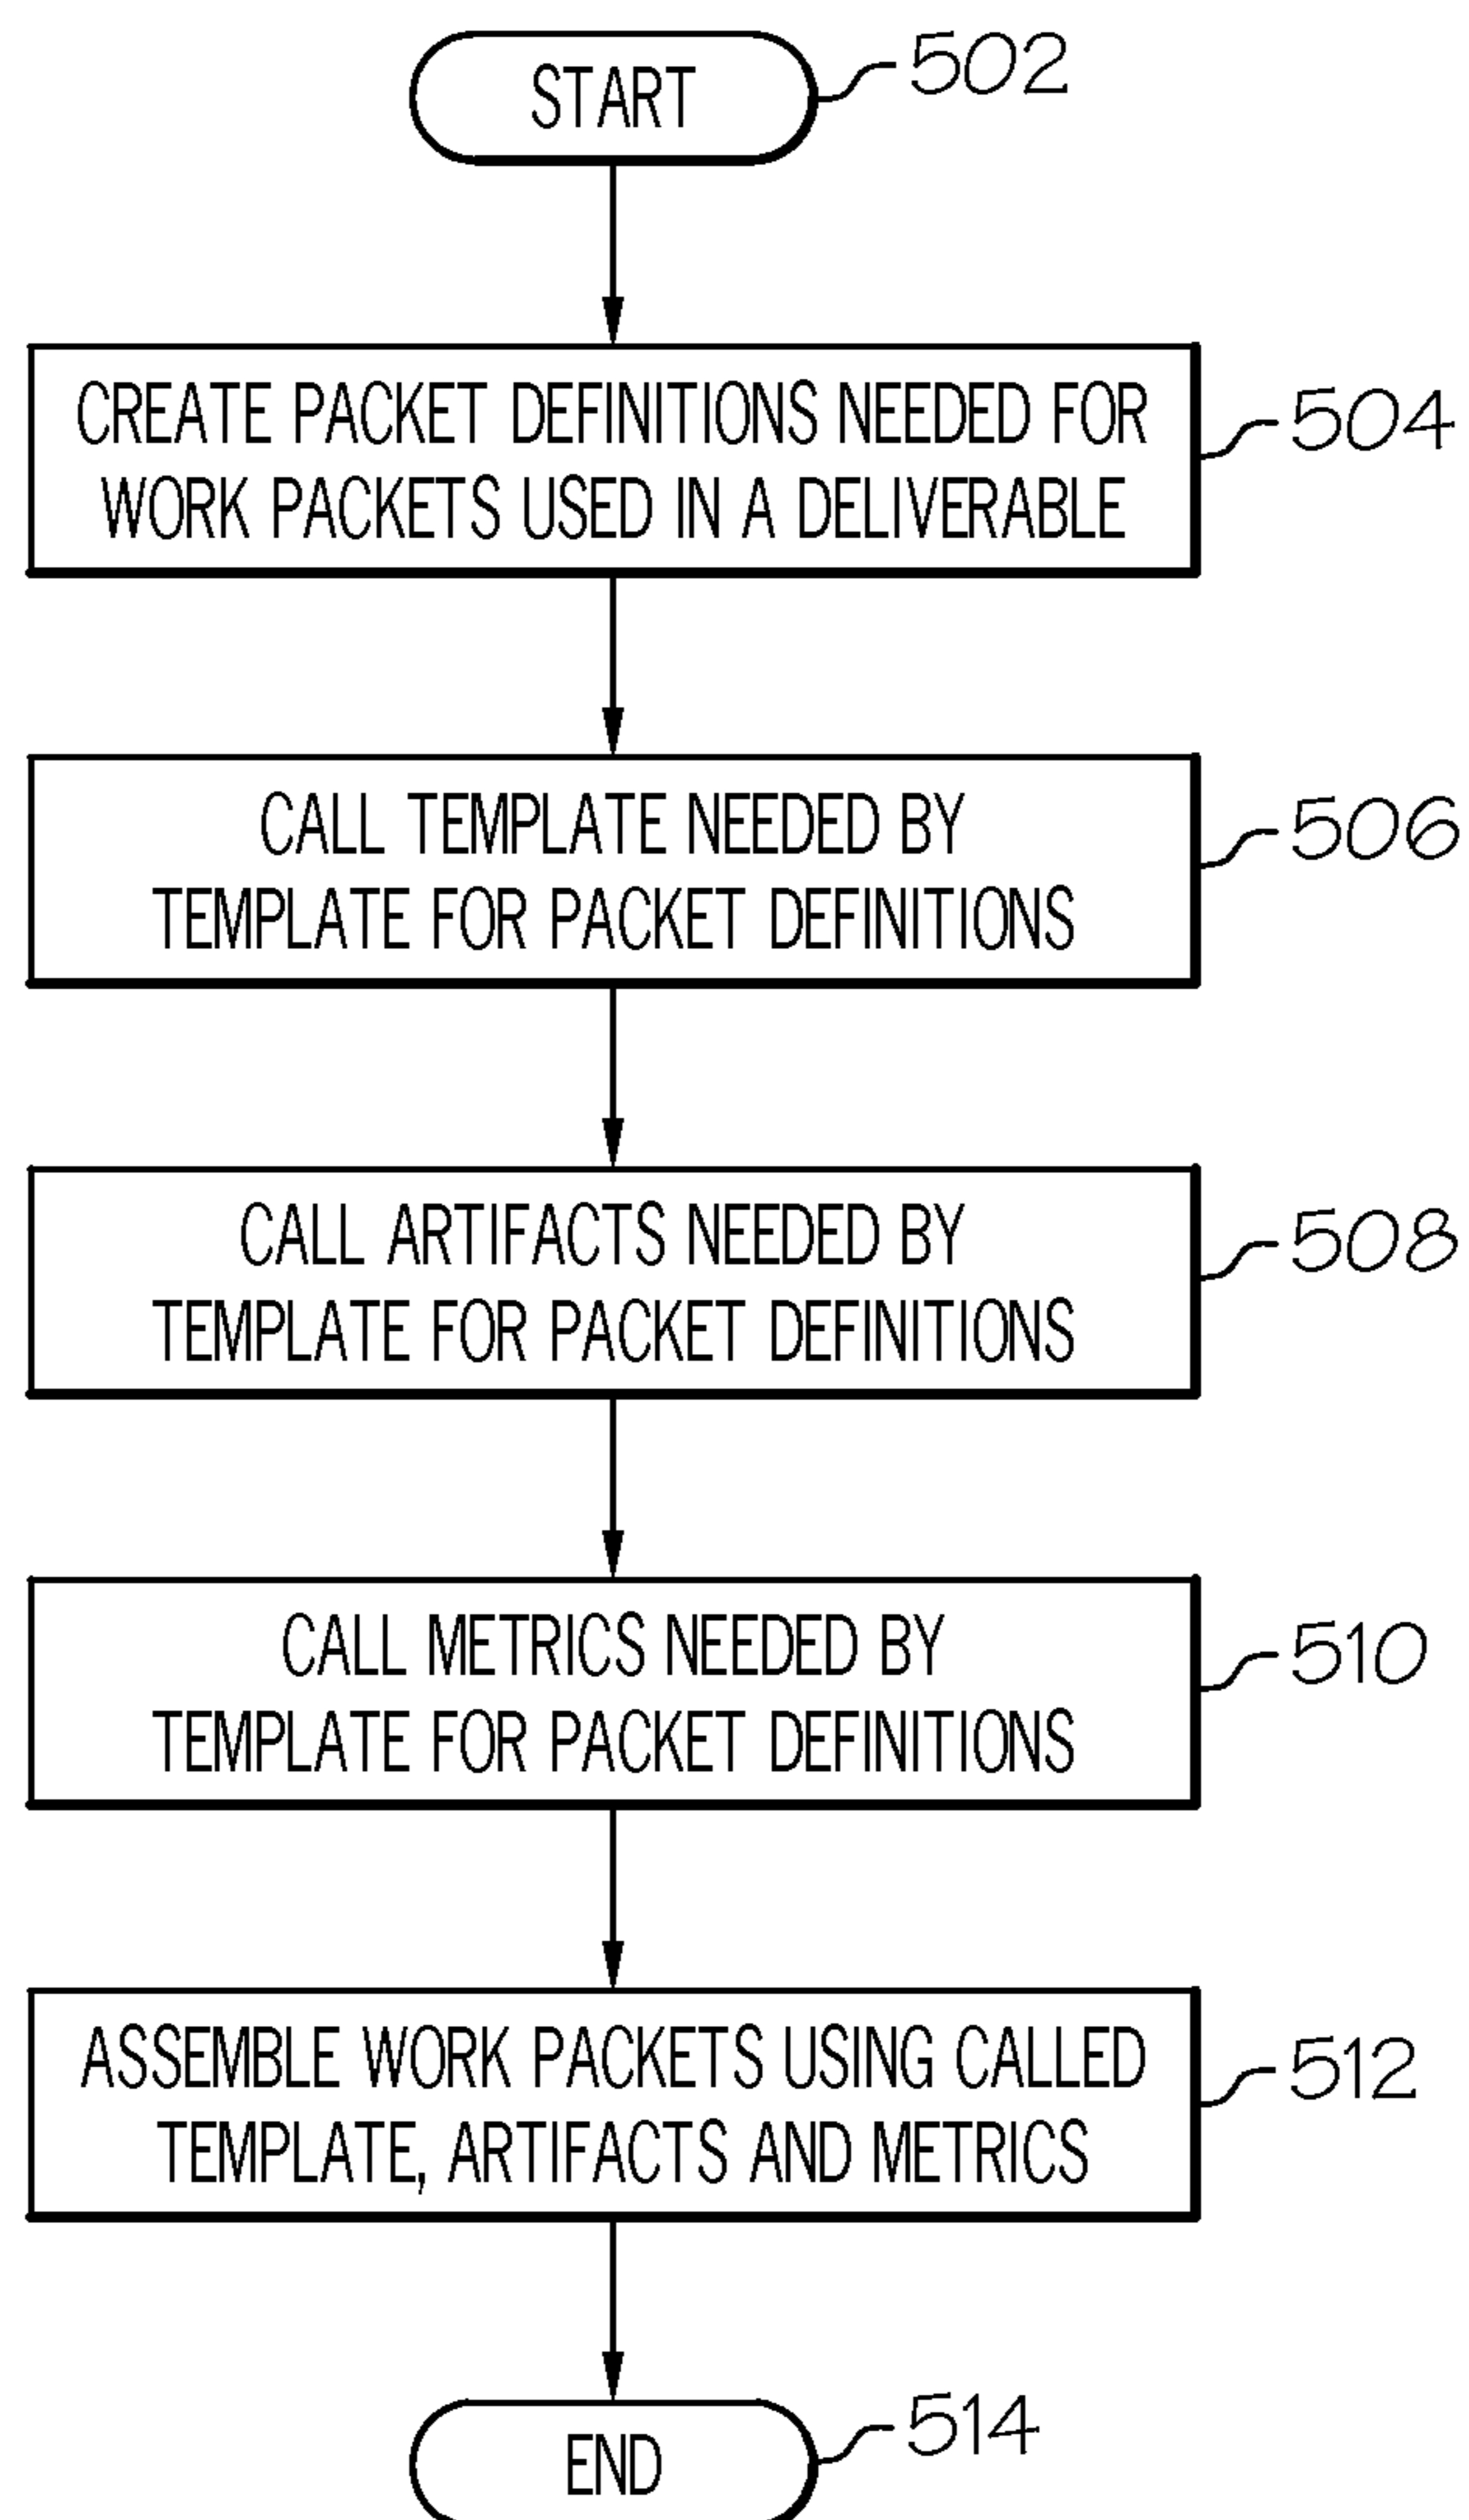 START
502
CREATE PACKET DEFINITIONS NEEDED FOR
WORK PACKETS USED IN A DELIVERABLE
504
CALL TEMPLATE NEEDED BY
TEMPLATE FOR PACKET DEFINITIONS
506
CALL ARTIFACTS NEEDED BY
TEMPLATE FOR PACKET DEFINITIONS
508
CALL METRICS NEEDED BY
TEMPLATE FOR PACKET DEFINITIONS
510
ASSEMBLE WORK PACKETS USING CALLED
TEMPLATE, ARTIFACTS AND METRICS
512
END
514